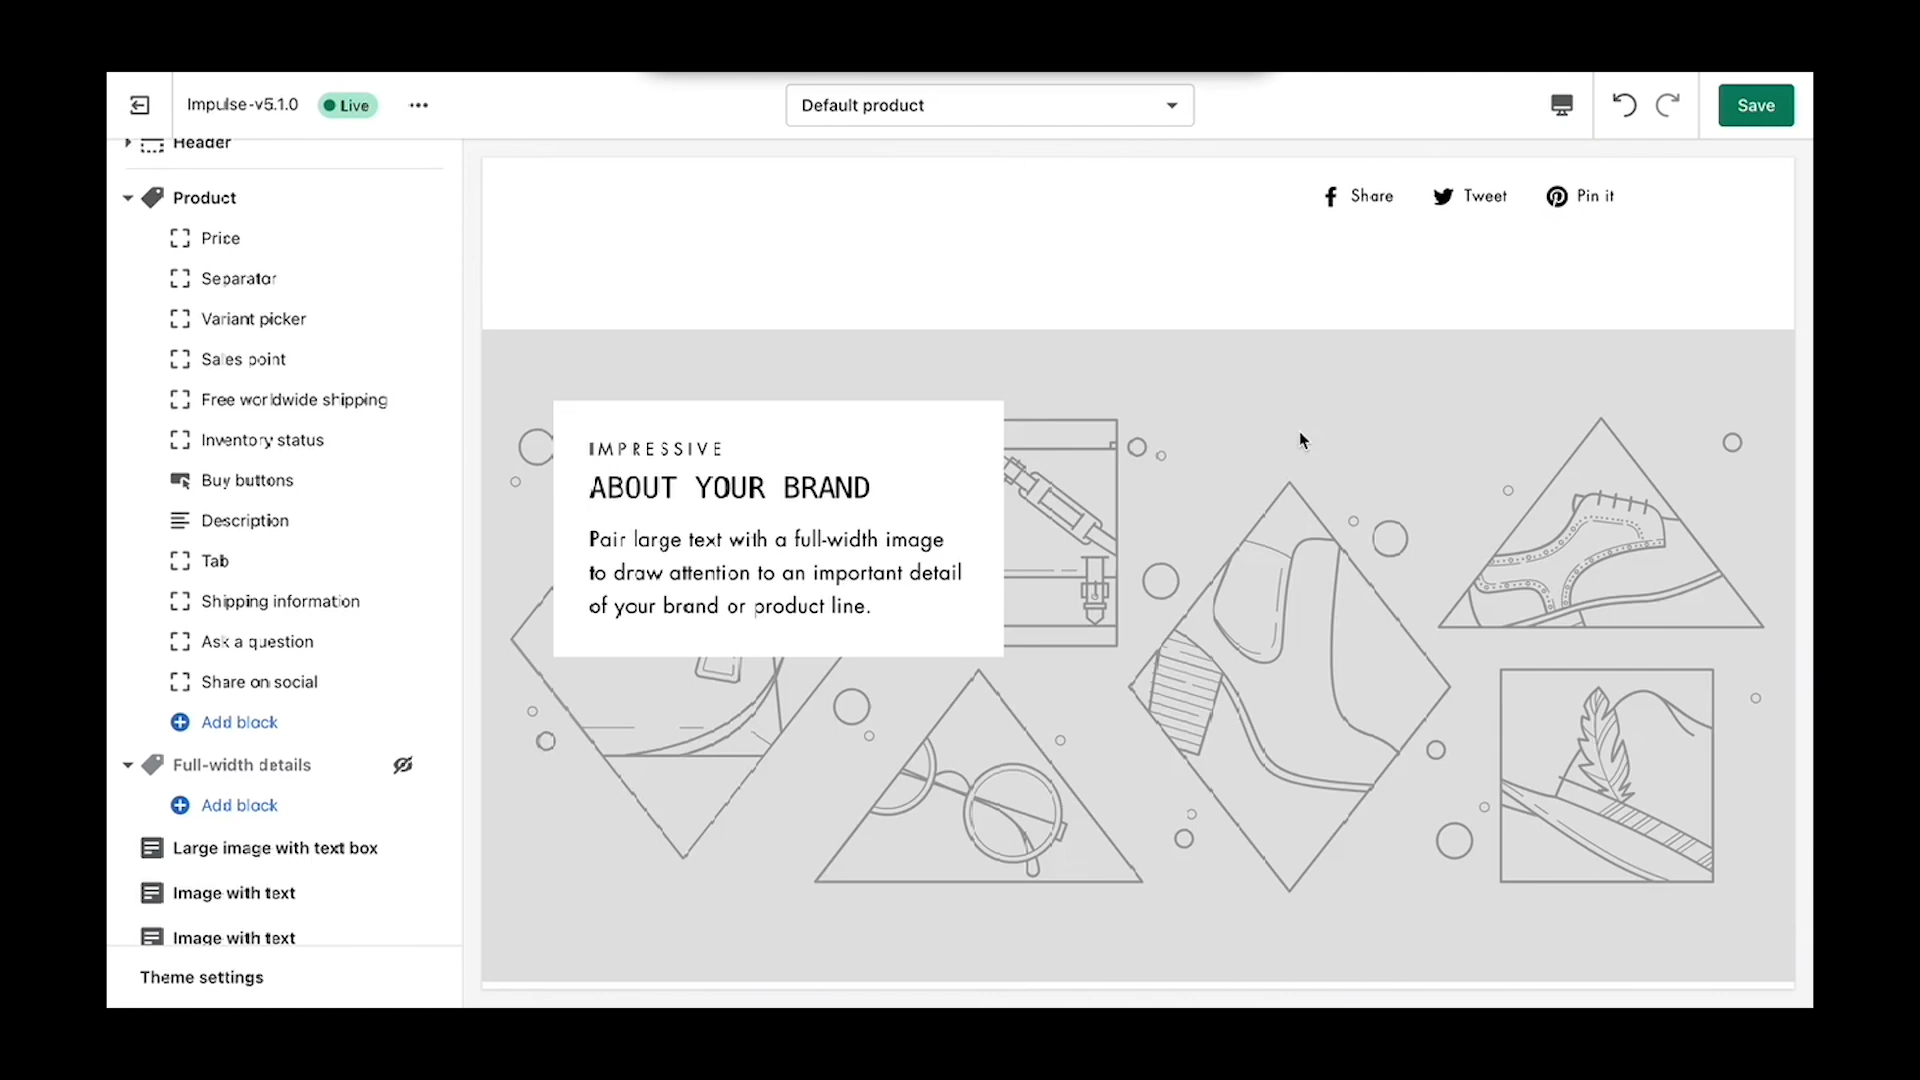 Impulse-v5.1.0
Live
Default product
Save
Header
Product
Price
Separator
Variant picker
Sales point
Free worldwide shipping
Inventory status
Buy buttons
Description
Tab
Shipping information
Ask a question
Share on social
Add block
Full-width details
Add block
Large image with text box
Image with text
Image with text
Theme settings
Share
Tweet
Pin it
IMPRESSIVE
ABOUT YOUR BRAND
Pair large text with a full-width image
to draw attention to an important detail
of your brand or product line.